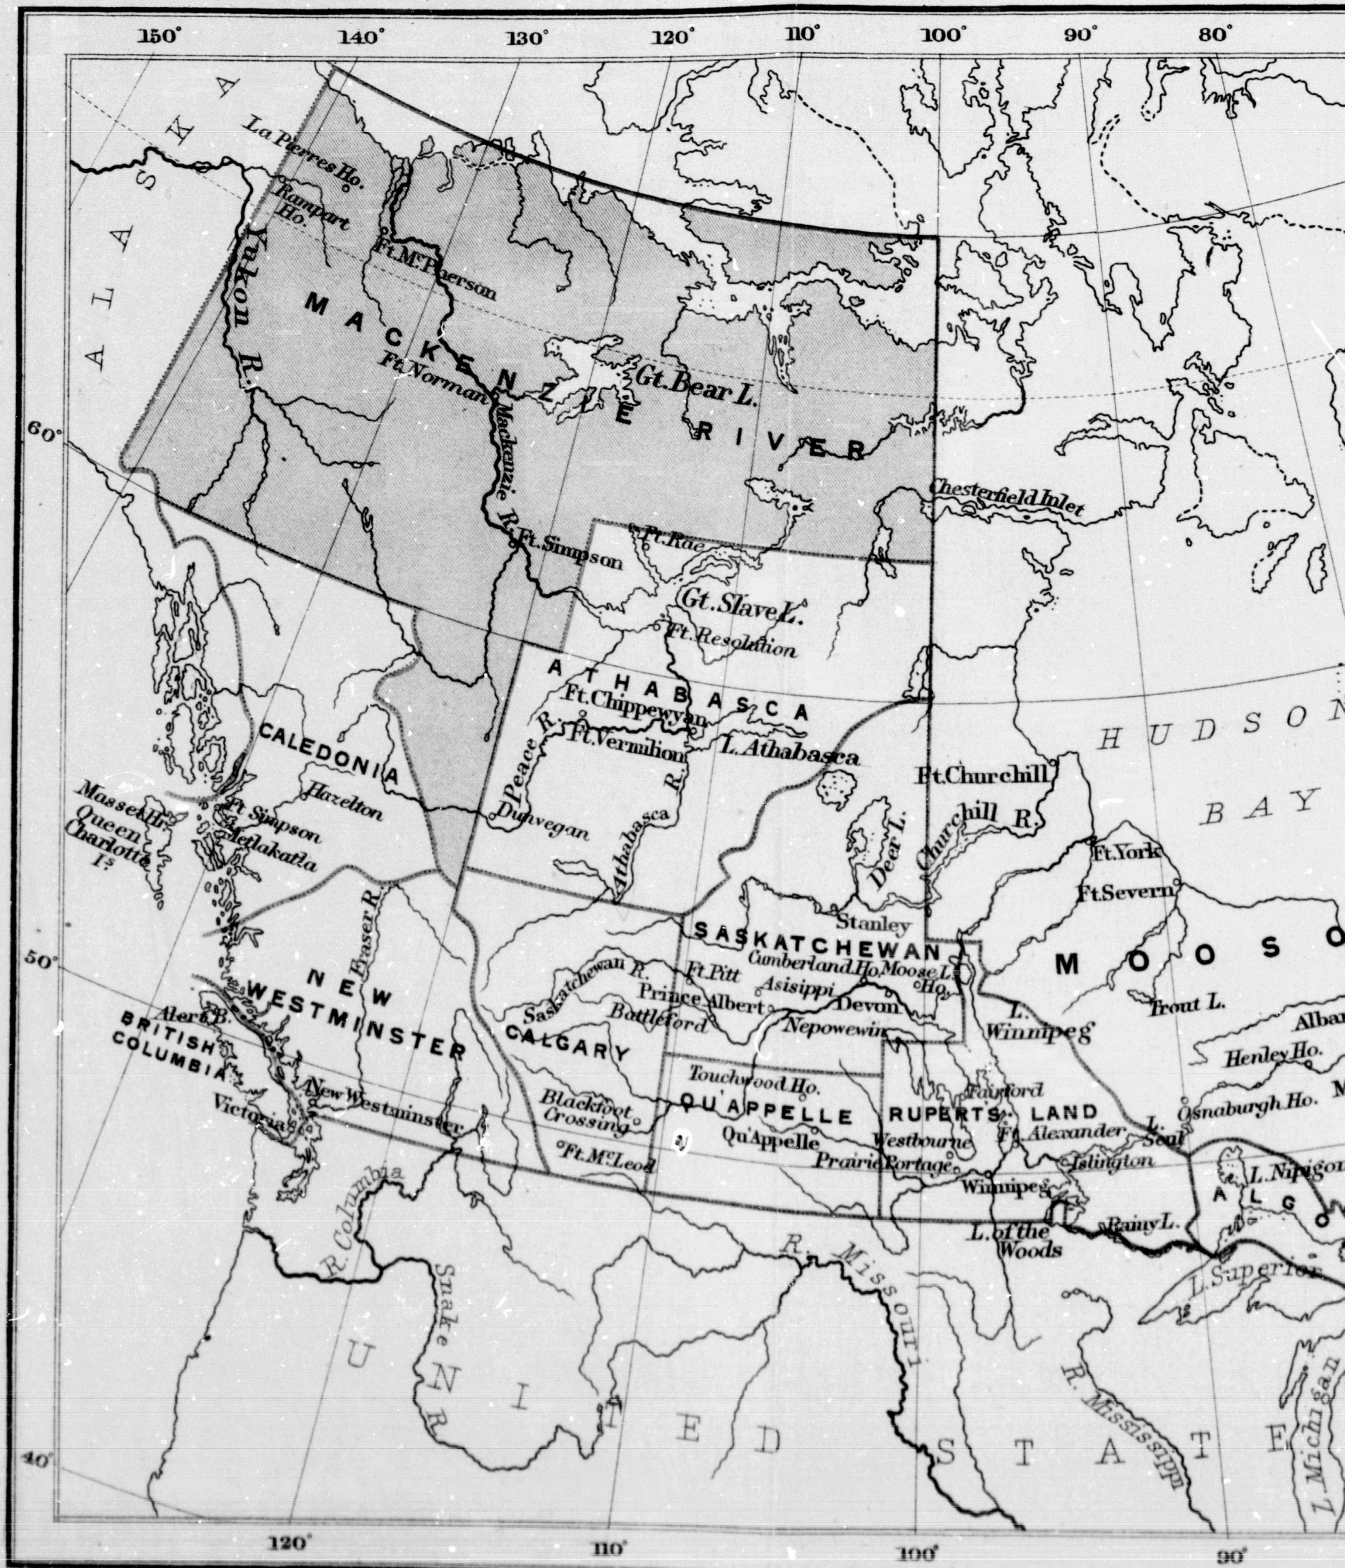 150° 140° 130° 120° 110° 100° 90° 80°
ALASKA
La Pierres Ho.
Rampart
Ho.
Yukon R.
Ft. McPherson
MACKENZIE RIVER
Ft. Norman
Gt. Bear L.
Mackenzie R.
60°
Chesterfield Inlet
Ft. Rae
Ft. Simpson
Gt. Slave L.
Ft. Resolution
ATHABASCA
Ft. Chippewyan
Ft. Vermilion
L. Athabasca
Peace R.
HUDSON
BAY
CALEDONIA
Hazelton
Ft. Churchill
Churchill R.
Deer L.
Masset Hr.
Queen
Charlotte
Is.
Ft. Simpson
Metlakatla
Dunvegan
Athabasca R.
Ft. York
Ft. Severn
Stanley
SASKATCHEWAN
Fraser R.
MOOSO
50°
NEW
WESTMINSTER
Saskatchewan R.
Ft. Pitt
Cumberland Ho.
Moose L.
Ho.
Asisippi
Prince Albert
Devon
Battleford
Nepowewin
L.
Winnipeg
Trout L.
Alert B.
BRITISH
COLUMBIA
CALGARY
Alban
Henley Ho.
Touchwood Ho.
Fairford
M
New Westminster
Blackfoot
Crossing
QU'APPELLE
RUPERTS LAND
Osnaburgh Ho.
Victoria
Qu'Appelle
Westbourne
Ft. Alexander
L.
Seul
Ft. McLeod
Prairie Portage
Islington
L. Nipigon
Winnipeg
ALGO
R. Columbia
L. of the
Woods
Rainy L.
L. Superior
Snake R.
R. Missouri
UNITED STATE
R. Mississippi
L. Michigan
40°
120° 110° 100° 90°